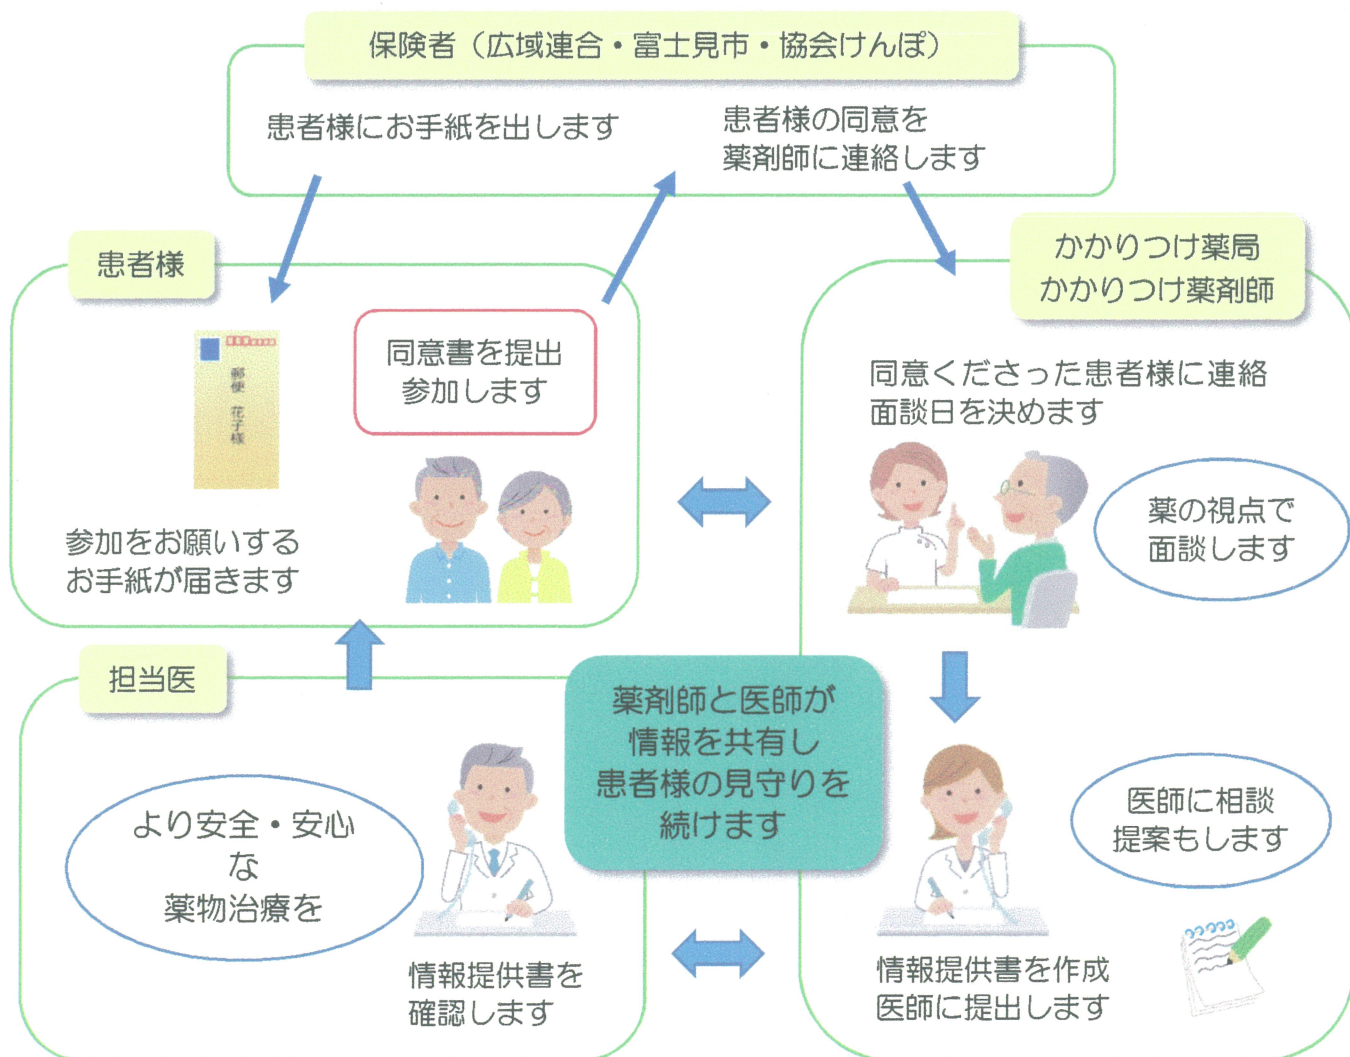 保険者（広域連合・富士見市・協会けんぽ）
患者様にお手紙を出します
患者様の同意を
薬剤師に連絡します
患者様
郵便 花子様
同意書を提出
参加します
参加をお願いする
お手紙が届きます
かかりつけ薬局
かかりつけ薬剤師
同意くださった患者様に連絡
面談日を決めます
薬の視点で
面談します
担当医
より安全・安心
な
薬物治療を
情報提供書を
確認します
薬剤師と医師が
情報を共有し
患者様の見守りを
続けます
医師に相談
提案もします
情報提供書を作成
医師に提出します